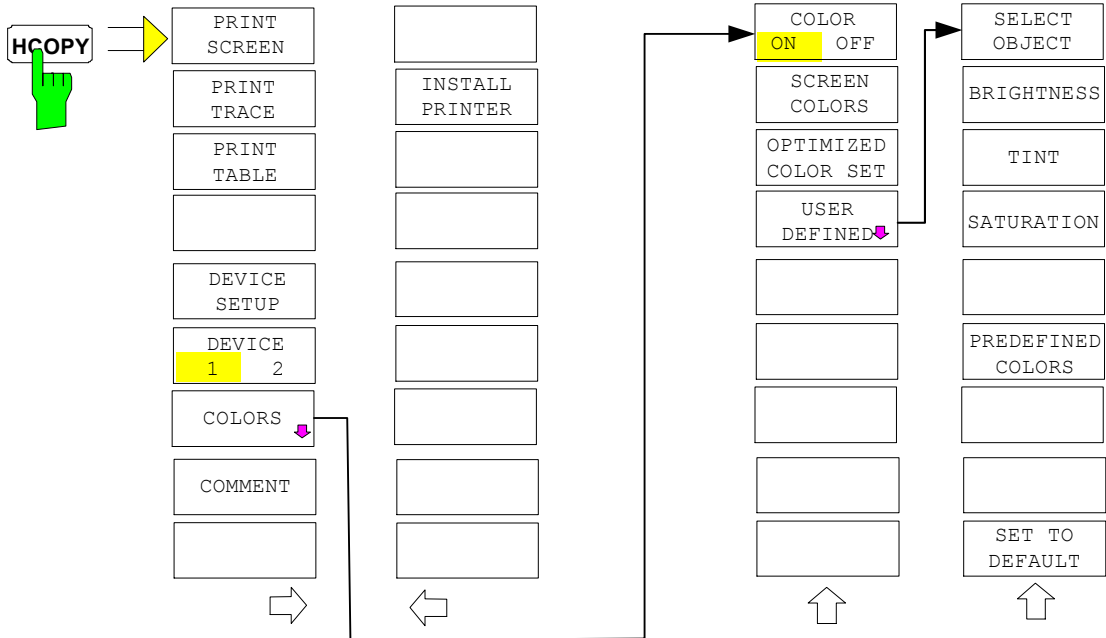 HCOPY
PRINT
SCREEN
PRINT
TRACE
PRINT
TABLE
DEVICE
SETUP
DEVICE
1 2
COLORS
COMMENT
INSTALL
PRINTER
COLOR
ON OFF
SCREEN
COLORS
OPTIMIZED
COLOR SET
USER
DEFINED
SELECT
OBJECT
BRIGHTNESS
TINT
SATURATION
PREDEFINED
COLORS
SET TO
DEFAULT